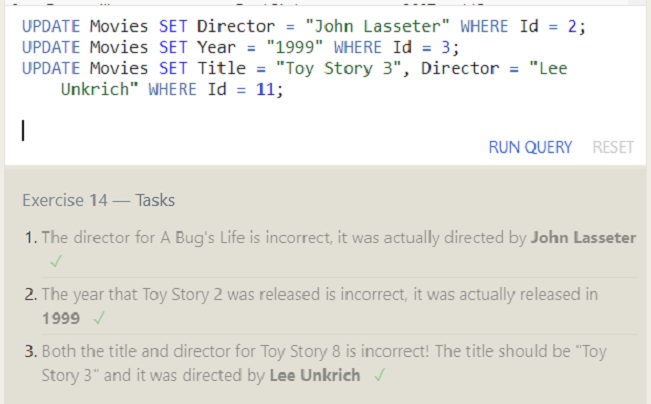 UPDATE Movies SET Director = "John Lasseter" WHERE Id = 2;
UPDATE Movies SET Year = "1999" WHERE Id = 3;
UPDATE Movies SET Title = "Toy Story 3", Director = "Lee
Unkrich" WHERE Id = 11;
RUN QUERY RESET
Exercise 14 — Tasks
1. The director for A Bug's Life is incorrect, it was actually directed by John Lasseter
✓
2. The year that Toy Story 2 was released is incorrect, it was actually released in
1999 ✓
3. Both the title and director for Toy Story 8 is incorrect! The title should be "Toy
Story 3" and it was directed by Lee Unkrich ✓